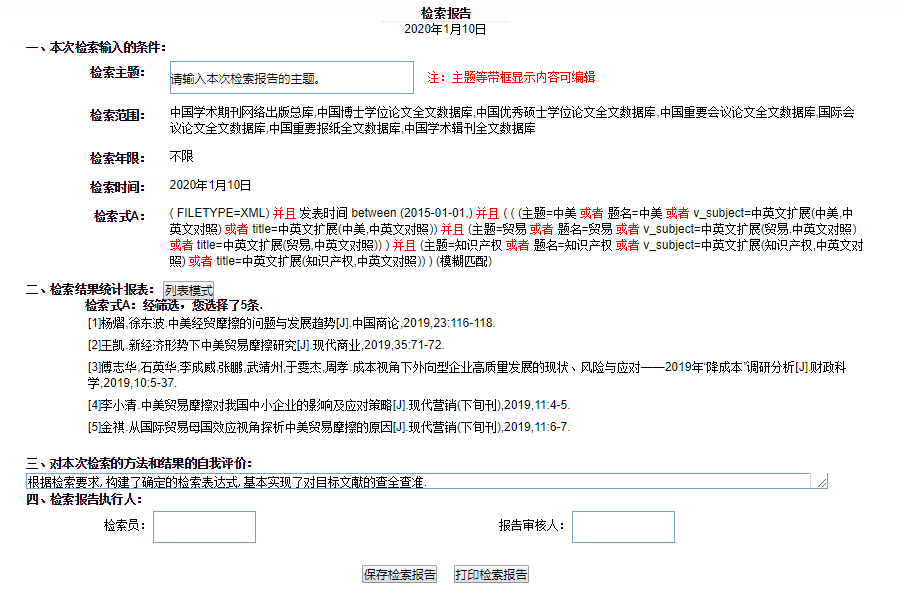 检索报告
2020年1月10日
一、本次检索输入的条件：
检索主题： 请输入本次检索报告的主题。 注：主题等带框显示内容可编辑
检索范围： 中国学术期刊网络出版总库,中国博士学位论文全文数据库,中国优秀硕士学位论文全文数据库,中国重要会议论文全文数据库,国际会
议论文全文数据库,中国重要报纸全文数据库,中国学术辑刊全文数据库
检索年限： 不限
检索时间： 2020年1月10日
检索式A： ( FILETYPE=XML) 并且 发表时间 between (2015-01-01,) 并且 ( ( (主题=中美 或者 题名=中美 或者 v_subject=中英文扩展(中美,中
英文对照) 或者 title=中英文扩展(中美,中英文对照)) 并且 (主题=贸易 或者 题名=贸易 或者 v_subject=中英文扩展(贸易,中英文对照)
或者 title=中英文扩展(贸易,中英文对照)) ) 并且 (主题=知识产权 或者 题名=知识产权 或者 v_subject=中英文扩展(知识产权,中英文对
照) 或者 title=中英文扩展(知识产权,中英文对照)) ) (模糊匹配)
二、检索结果统计报表： 列表模式
检索式A：经筛选，您选择了5条.
[1]杨熠,徐东波.中美经贸摩擦的问题与发展趋势[J].中国商论,2019,23:116-118.
[2]王凯.新经济形势下中美贸易摩擦研究[J].现代商业,2019,35:71-72.
[3]傅志华,石英华,李成威,张鹏,武靖州,于雯杰,周孝.成本视角下外向型企业高质量发展的现状、风险与应对——2019年“降成本”调研分析[J].财政科
学,2019,10:5-37.
[4]李小清.中美贸易摩擦对我国中小企业的影响及应对策略[J].现代营销(下旬刊),2019,11:4-5.
[5]金祺.从国际贸易母国效应视角探析中美贸易摩擦的原因[J].现代营销(下旬刊),2019,11:6-7.
三、对本次检索的方法和结果的自我评价：
根据检索要求, 构建了确定的检索表达式, 基本实现了对目标文献的查全查准.
四、检索报告执行人：
检索员： 报告审核人：
保存检索报告 打印检索报告